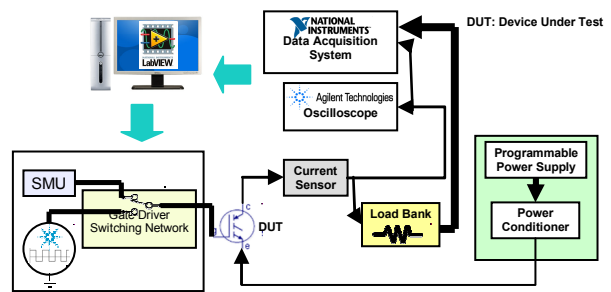 NATIONAL
INSTRUMENTS
Data Acquisition
System
DUT: Device Under Test
LabVIEW
Agilent Technologies
Oscilloscope
Current
Sensor
Programmable
Power Supply
SMU
Gate Driver
Switching Network
c
g
e
DUT
Load Bank
Power
Conditioner